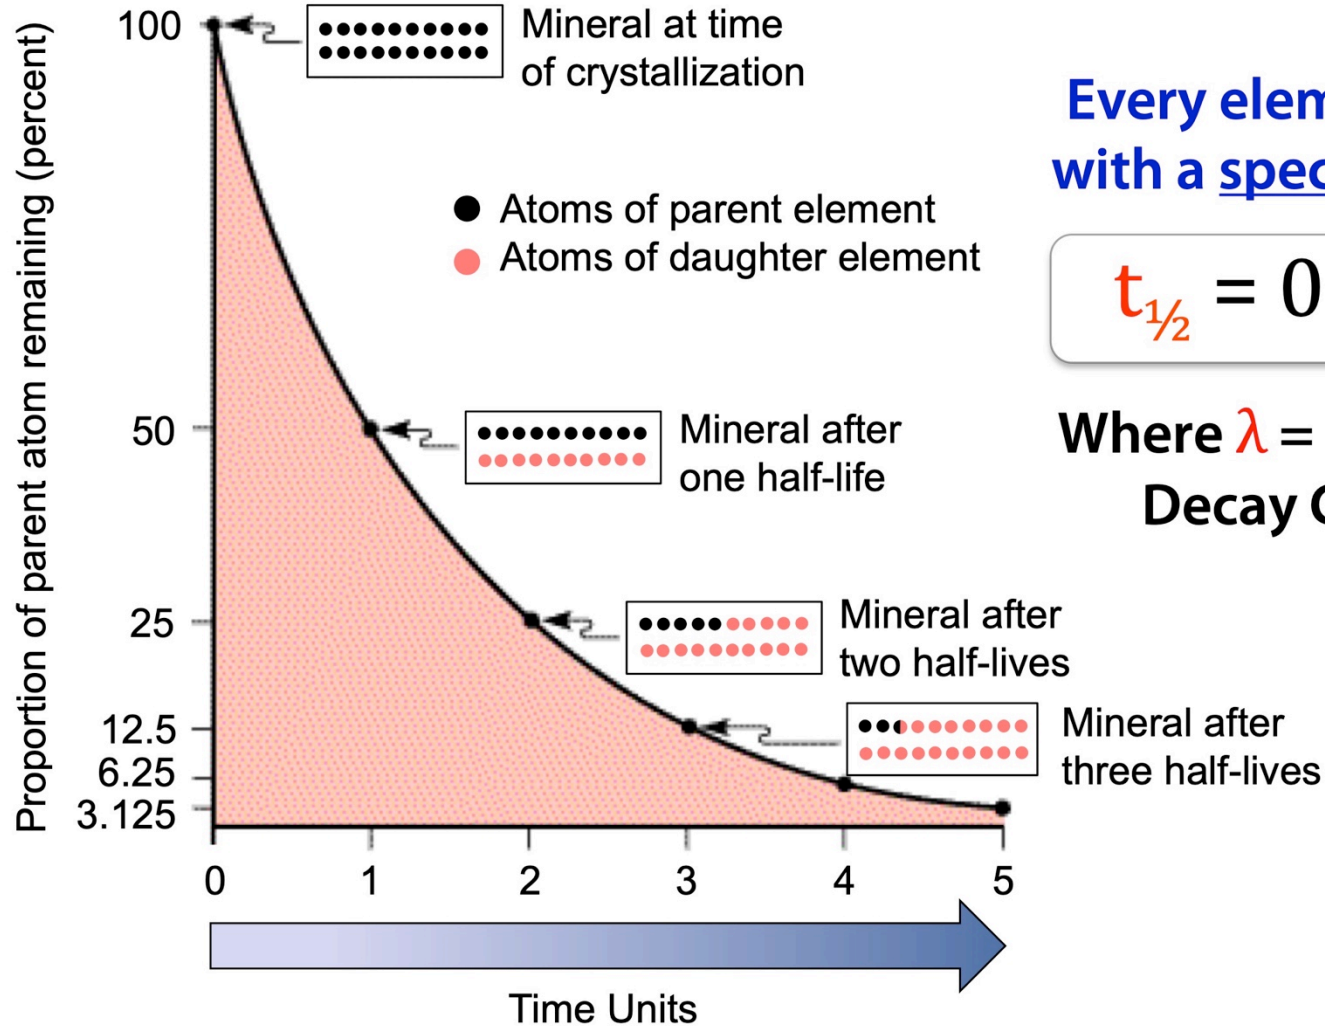 Proportion of parent atom remaining (percent)
100
50
25
12.5
6.25
3.125
Mineral at time
of crystallization
Atoms of parent element
Atoms of daughter element
Mineral after
one half-life
Mineral after
two half-lives
Mineral after
three half-lives
0 1 2 3 4 5
Time Units
Every
with a
t½ = 0
Where λ =
Decay